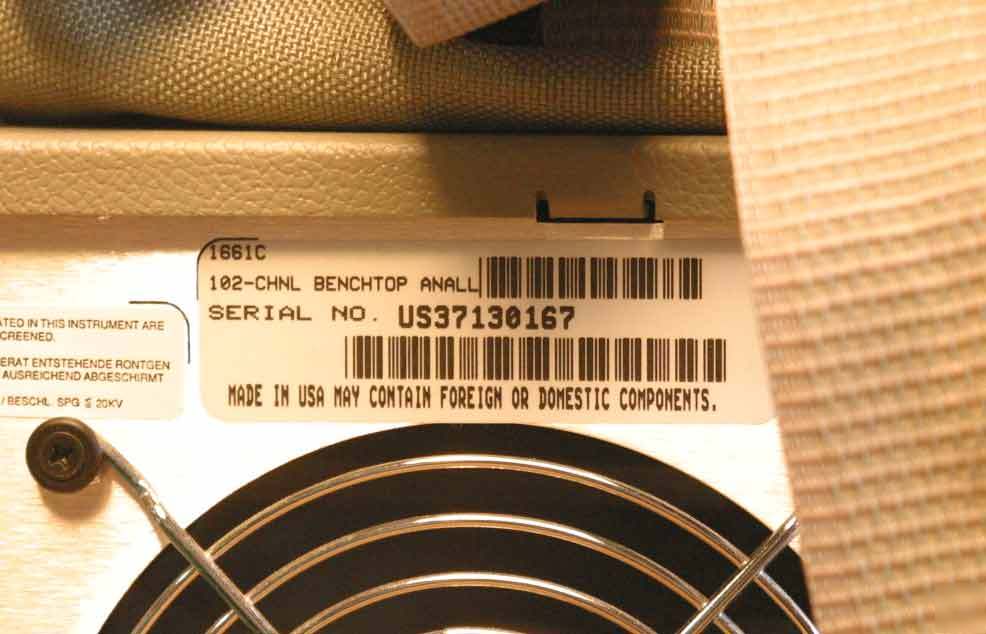 1661C
102-CHNL BENCHTOP ANALL
SERIAL NO. US37130167
MADE IN USA MAY CONTAIN FOREIGN OR DOMESTIC COMPONENTS.
ATED IN THIS INSTRUMENT ARE
CREENED.
ERAT ENTSTEHENDE RONTGEN
AUSREICHEND ABGESCHIRMT
/ BESCHL. SPG ≦ 20KV